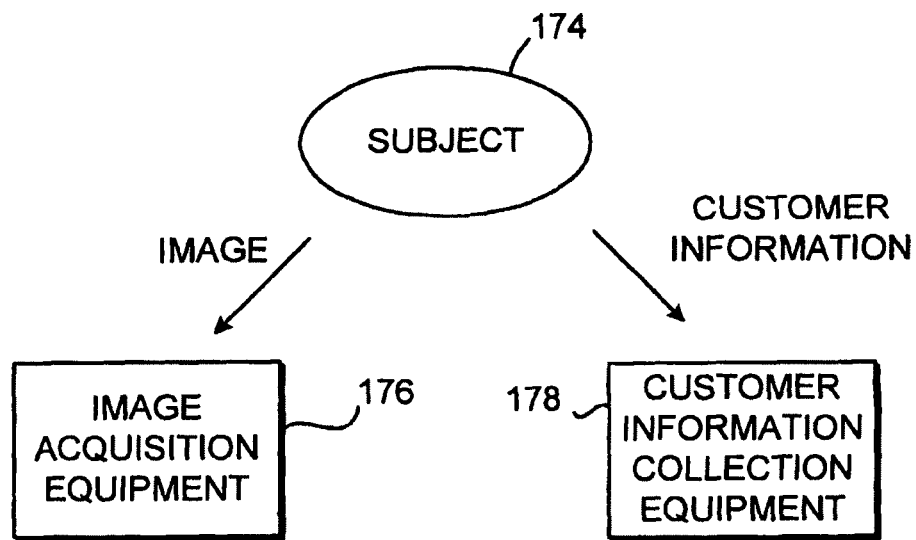 174
SUBJECT
CUSTOMER
INFORMATION
IMAGE
IMAGE
ACQUISITION
EQUIPMENT
176
178
CUSTOMER
INFORMATION
COLLECTION
EQUIPMENT